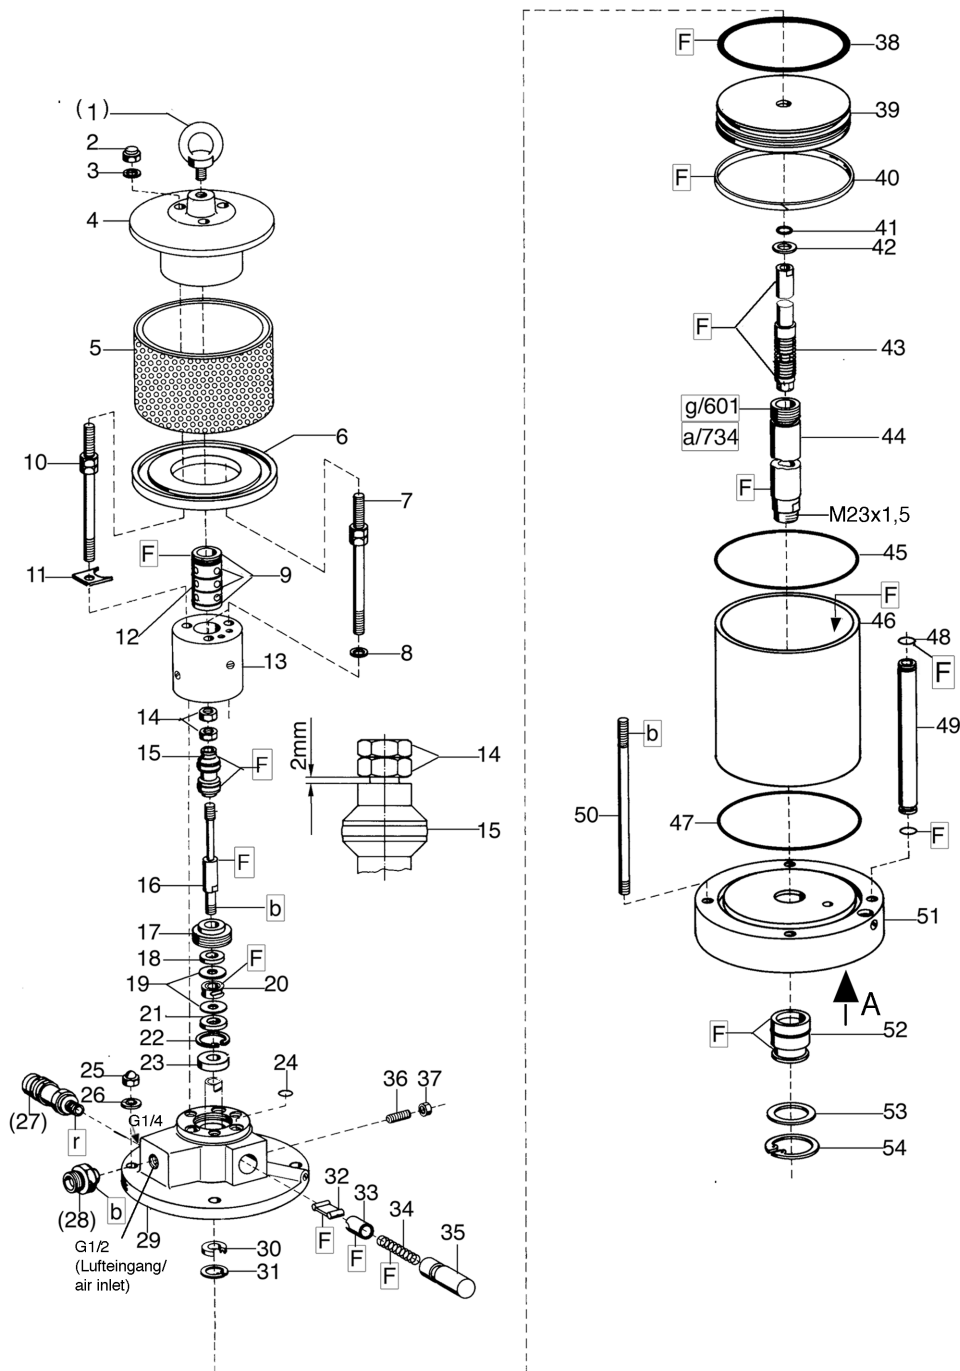 (1)
2
3
4
5
6
10
7
F
9
11
12
8
13
14
2mm
14
15
F
15
F
16
b
17
18
F
19
20
21
22
23
25
24
26
36
37
(27)
G1/4
r
32
33
34
35
(28)
b
29
F
F
F
G1/2
(Lufteingang/
air inlet)
30
31
F
38
39
F
40
41
42
F
43
g/601
a/734
44
F
M23x1,5
45
F
46
48
F
b
49
50
47
F
51
A
F
52
53
54